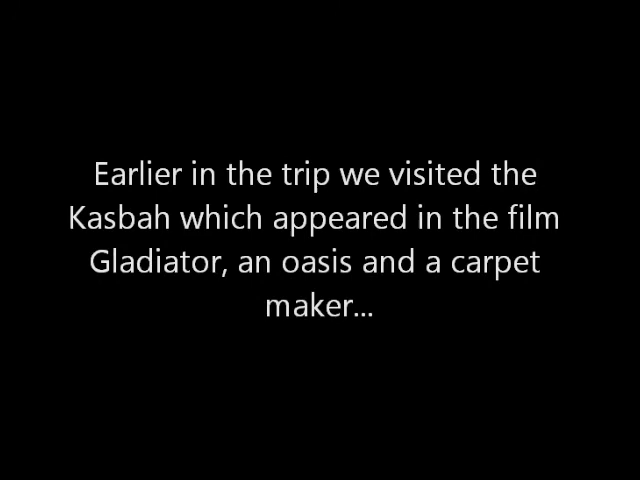 Earlier in the trip we visited the
Kasbah which appeared in the film
Gladiator, an oasis and a carpet
maker...